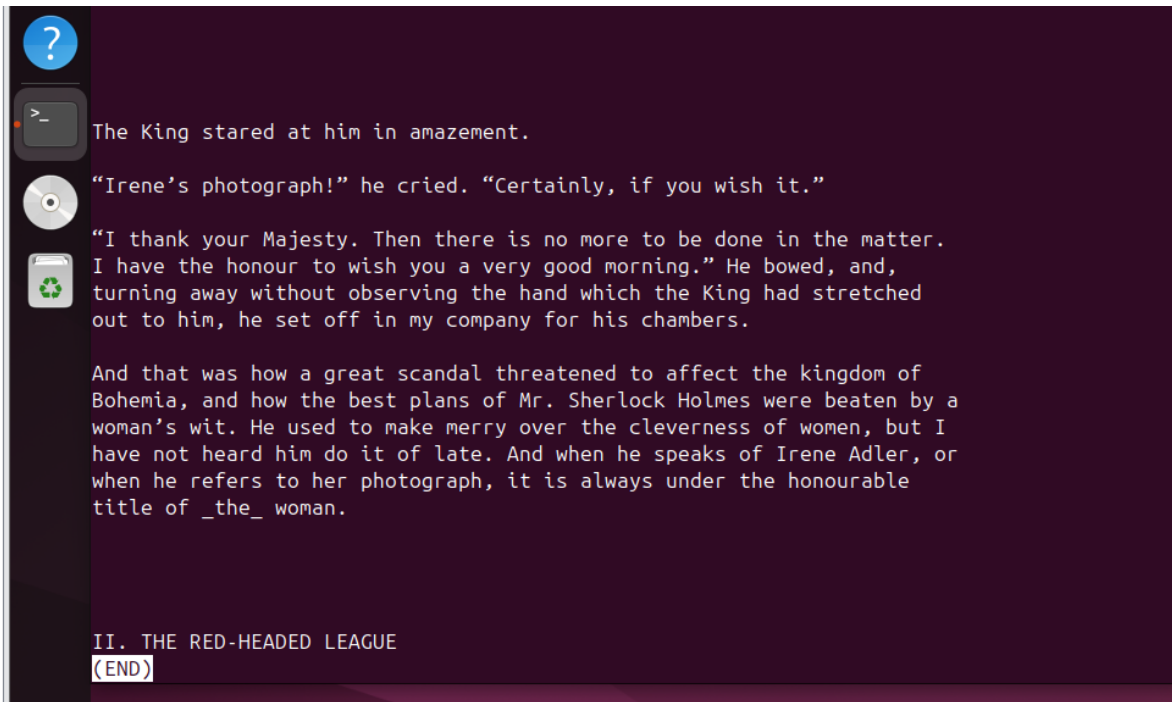 ?
>_
The King stared at him in amazement.
“Irene’s photograph!” he cried. “Certainly, if you wish it.”
“I thank your Majesty. Then there is no more to be done in the matter.
I have the honour to wish you a very good morning.” He bowed, and,
turning away without observing the hand which the King had stretched
out to him, he set off in my company for his chambers.
And that was how a great scandal threatened to affect the kingdom of
Bohemia, and how the best plans of Mr. Sherlock Holmes were beaten by a
woman’s wit. He used to make merry over the cleverness of women, but I
have not heard him do it of late. And when he speaks of Irene Adler, or
when he refers to her photograph, it is always under the honourable
title of _the_ woman.
II. THE RED-HEADED LEAGUE
(END)